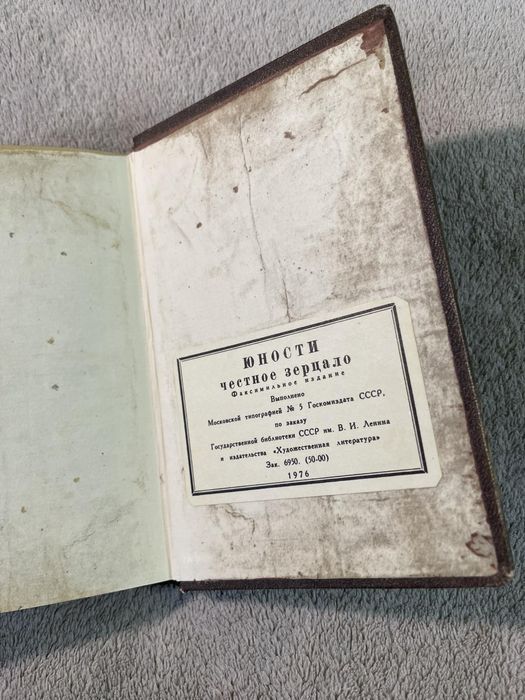 ЮНОСТИ
честное зерцало
Факсимильное издание
Выполнено
Московской типографией № 5 Госкомиздата СССР,
по заказу
Государственной библиотеки СССР им. В. И. Ленина
и издательства «Художественная литература»
Зак. 6950. (50-00)
1976